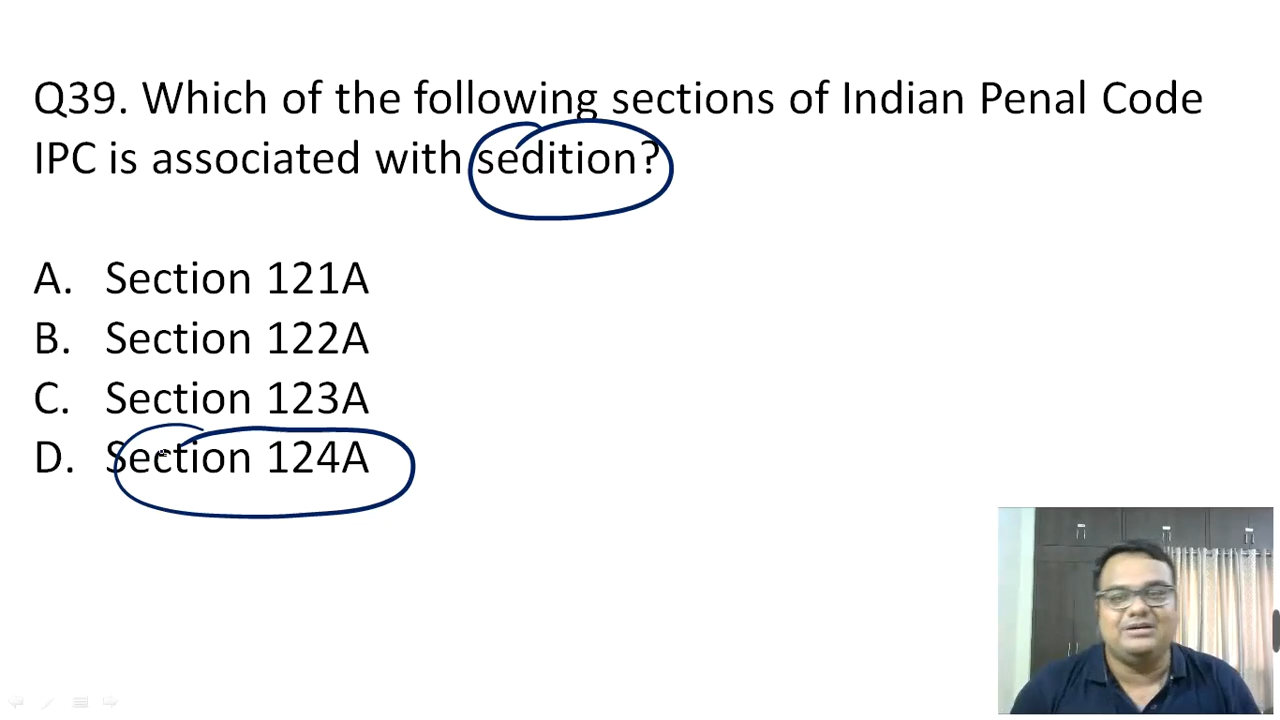 Q39. Which of the following sections of Indian Penal Code
IPC is associated with sedition?
A. Section 121A
B. Section 122A
C. Section 123A
D. Section 124A